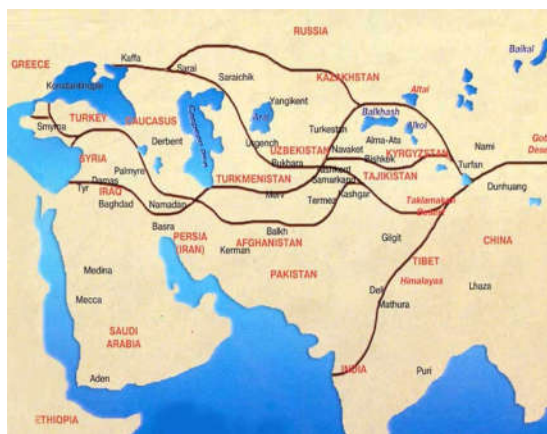 RUSSIA
Baikal
Kaffa
GREECE
Sarai
Saraichik
KAZAKHSTAN
Konstantinople
Altai
Yangikent
Balkhash
TURKEY
CAUCASUS
Aral
Smyrna
Turkestan
Alkol
Derbent
Alma-Ata
Urgench
Nami
UZBEKISTAN
Navaket
SYRIA
Bishkek
KYRGYZSTAN
Bukhara
Turfan
Palmyre
Tashkent
Damas
TURKMENISTAN
Samarkand
TAJIKISTAN
Tyr
IRAQ
Merv
Kashgar
Dunhuang
Baghdad
Namadan
Termez
Taklamakan
Basra
Balkh
PERSIA
(IRAN)
AFGHANISTAN
Gilgit
CHINA
Kerman
TIBET
Medina
PAKISTAN
Himalayas
Lhaza
Deli
Mecca
Mathura
SAUDI
ARABIA
INDIA
Puri
Aden
ETHIOPIA